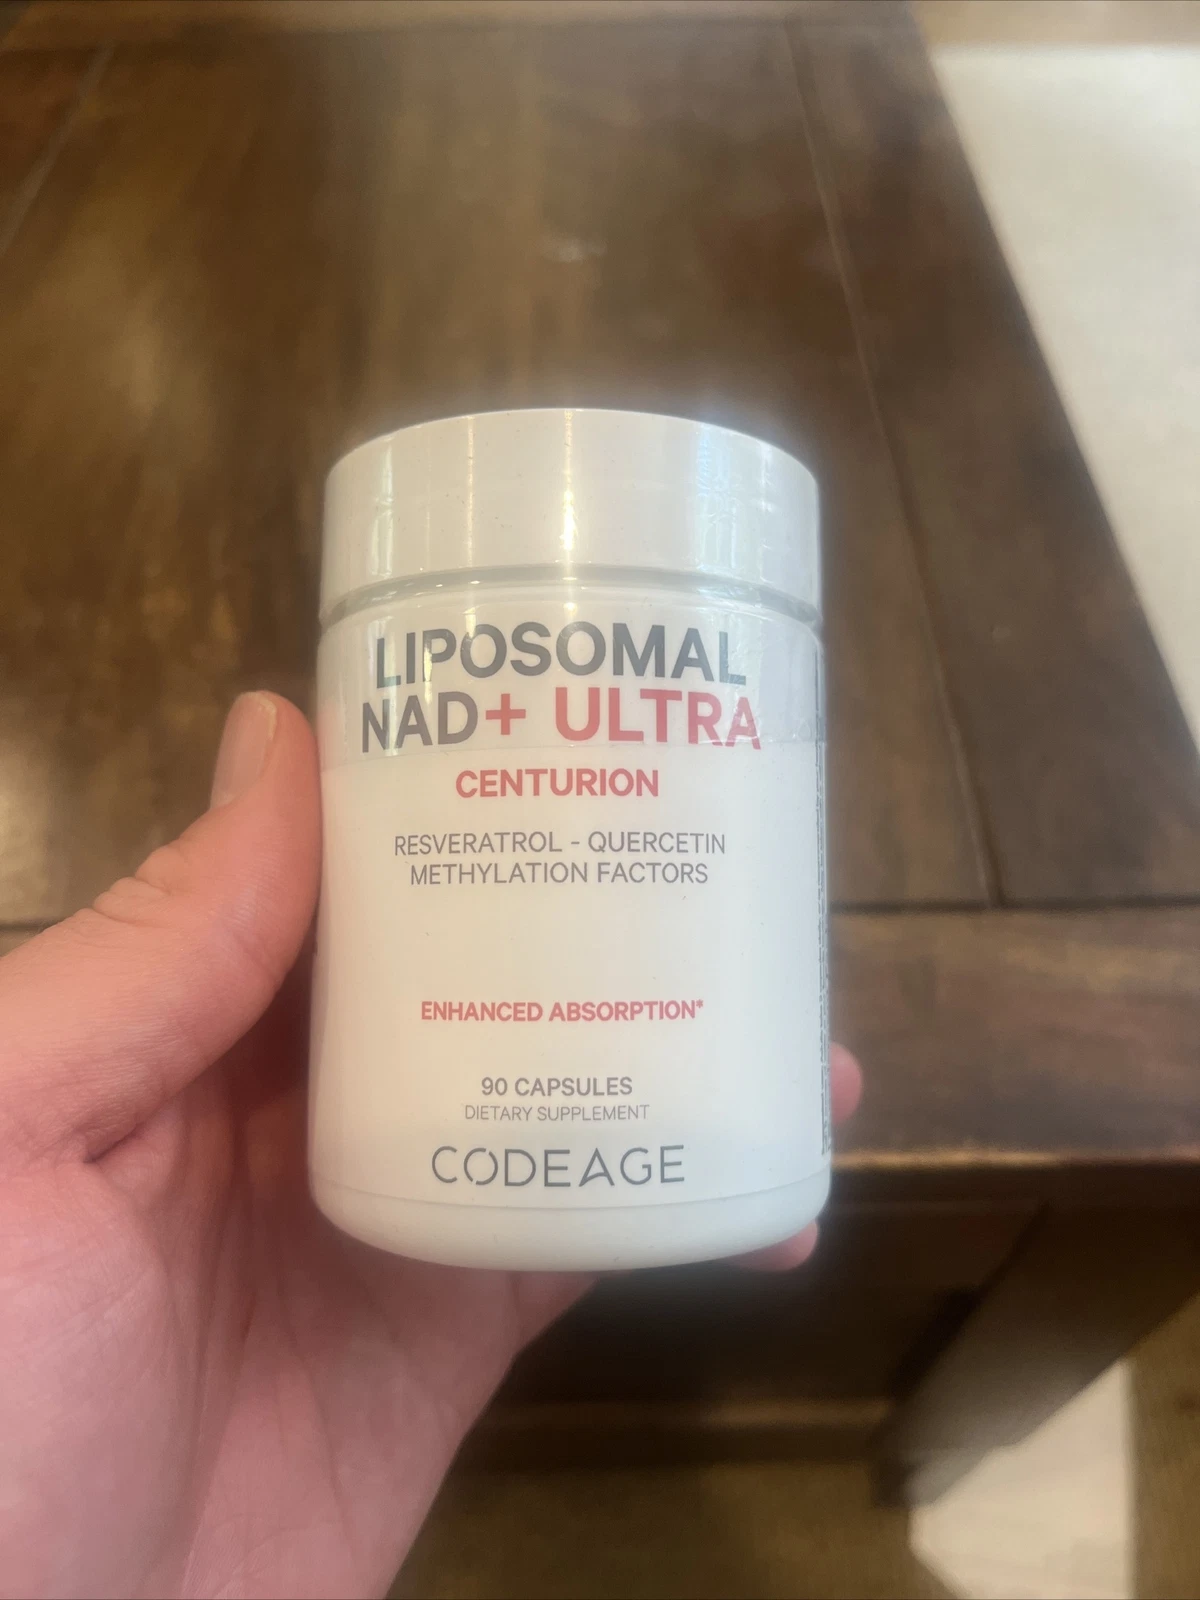 LIPOSOMAL
NAD+ ULTRA
CENTURION
RESVERATROL - QUERCETIN
METHYLATION FACTORS
ENHANCED ABSORPTION*
90 CAPSULES
DIETARY SUPPLEMENT
CODEAGE